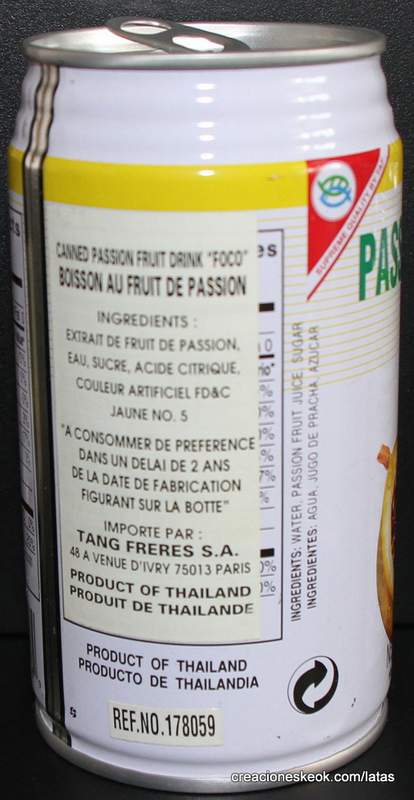 CANNED PASSION FRUIT DRINK "FOCO"
BOISSON AU FRUIT DE PASSION
INGREDIENTS :
EXTRAIT DE FRUIT DE PASSION,
EAU, SUCRE, ACIDE CITRIQUE,
COULEUR ARTIFICIEL FD&C
JAUNE NO. 5
"A CONSOMMER DE PREFERENCE
DANS UN DELAI DE 2 ANS
DE LA DATE DE FABRICATION
FIGURANT SUR LA BOTTE"
IMPORTE PAR :
TANG FRERES S.A.
48 A VENUE D'IVRY 75013 PARIS
PRODUCT OF THAILAND
PRODUIT DE THAILANDE
PRODUCT OF THAILAND
PRODUCTO DE THAILANDIA
REF.NO.178059
SUPREME QUALITY BY
PAS
INGREDIENTS: WATER, PASSION FRUIT JUICE, SUGAR
INGREDIENTES: AGUA, JUGO DE PRACHA, AZUCAR
creacioneskeok.com/latas